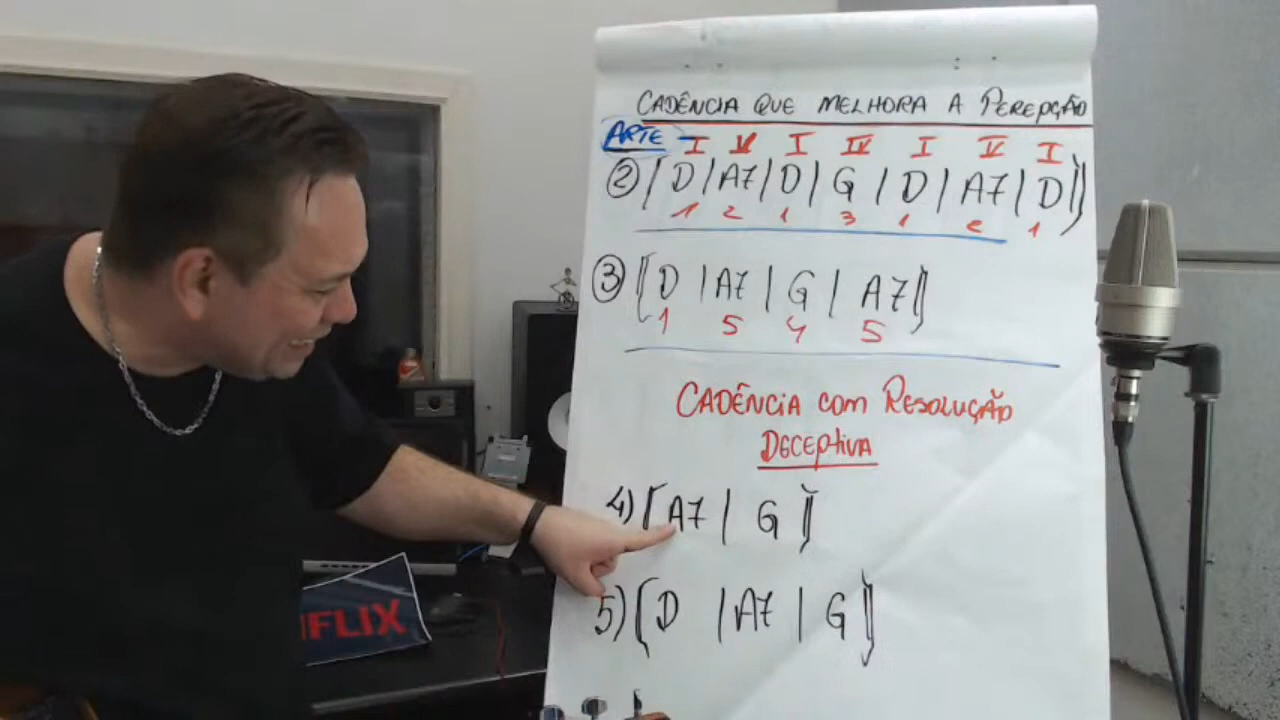 CADÊNCIA QUE MELHORA A PEREPÇÃO
ARTE - I V I IV I V I
② | D | A7 | D | G | D | A7 | D ||
1 2 1 3 1 2 1
③ [ D | A7 | G | A7 ||
1 5 4 5
CADÊNCIA COM RESOLUÇÃO
DECEPTIVA
4) [ A7 | G ||
5) [ D | A7 | G ||
FLIX